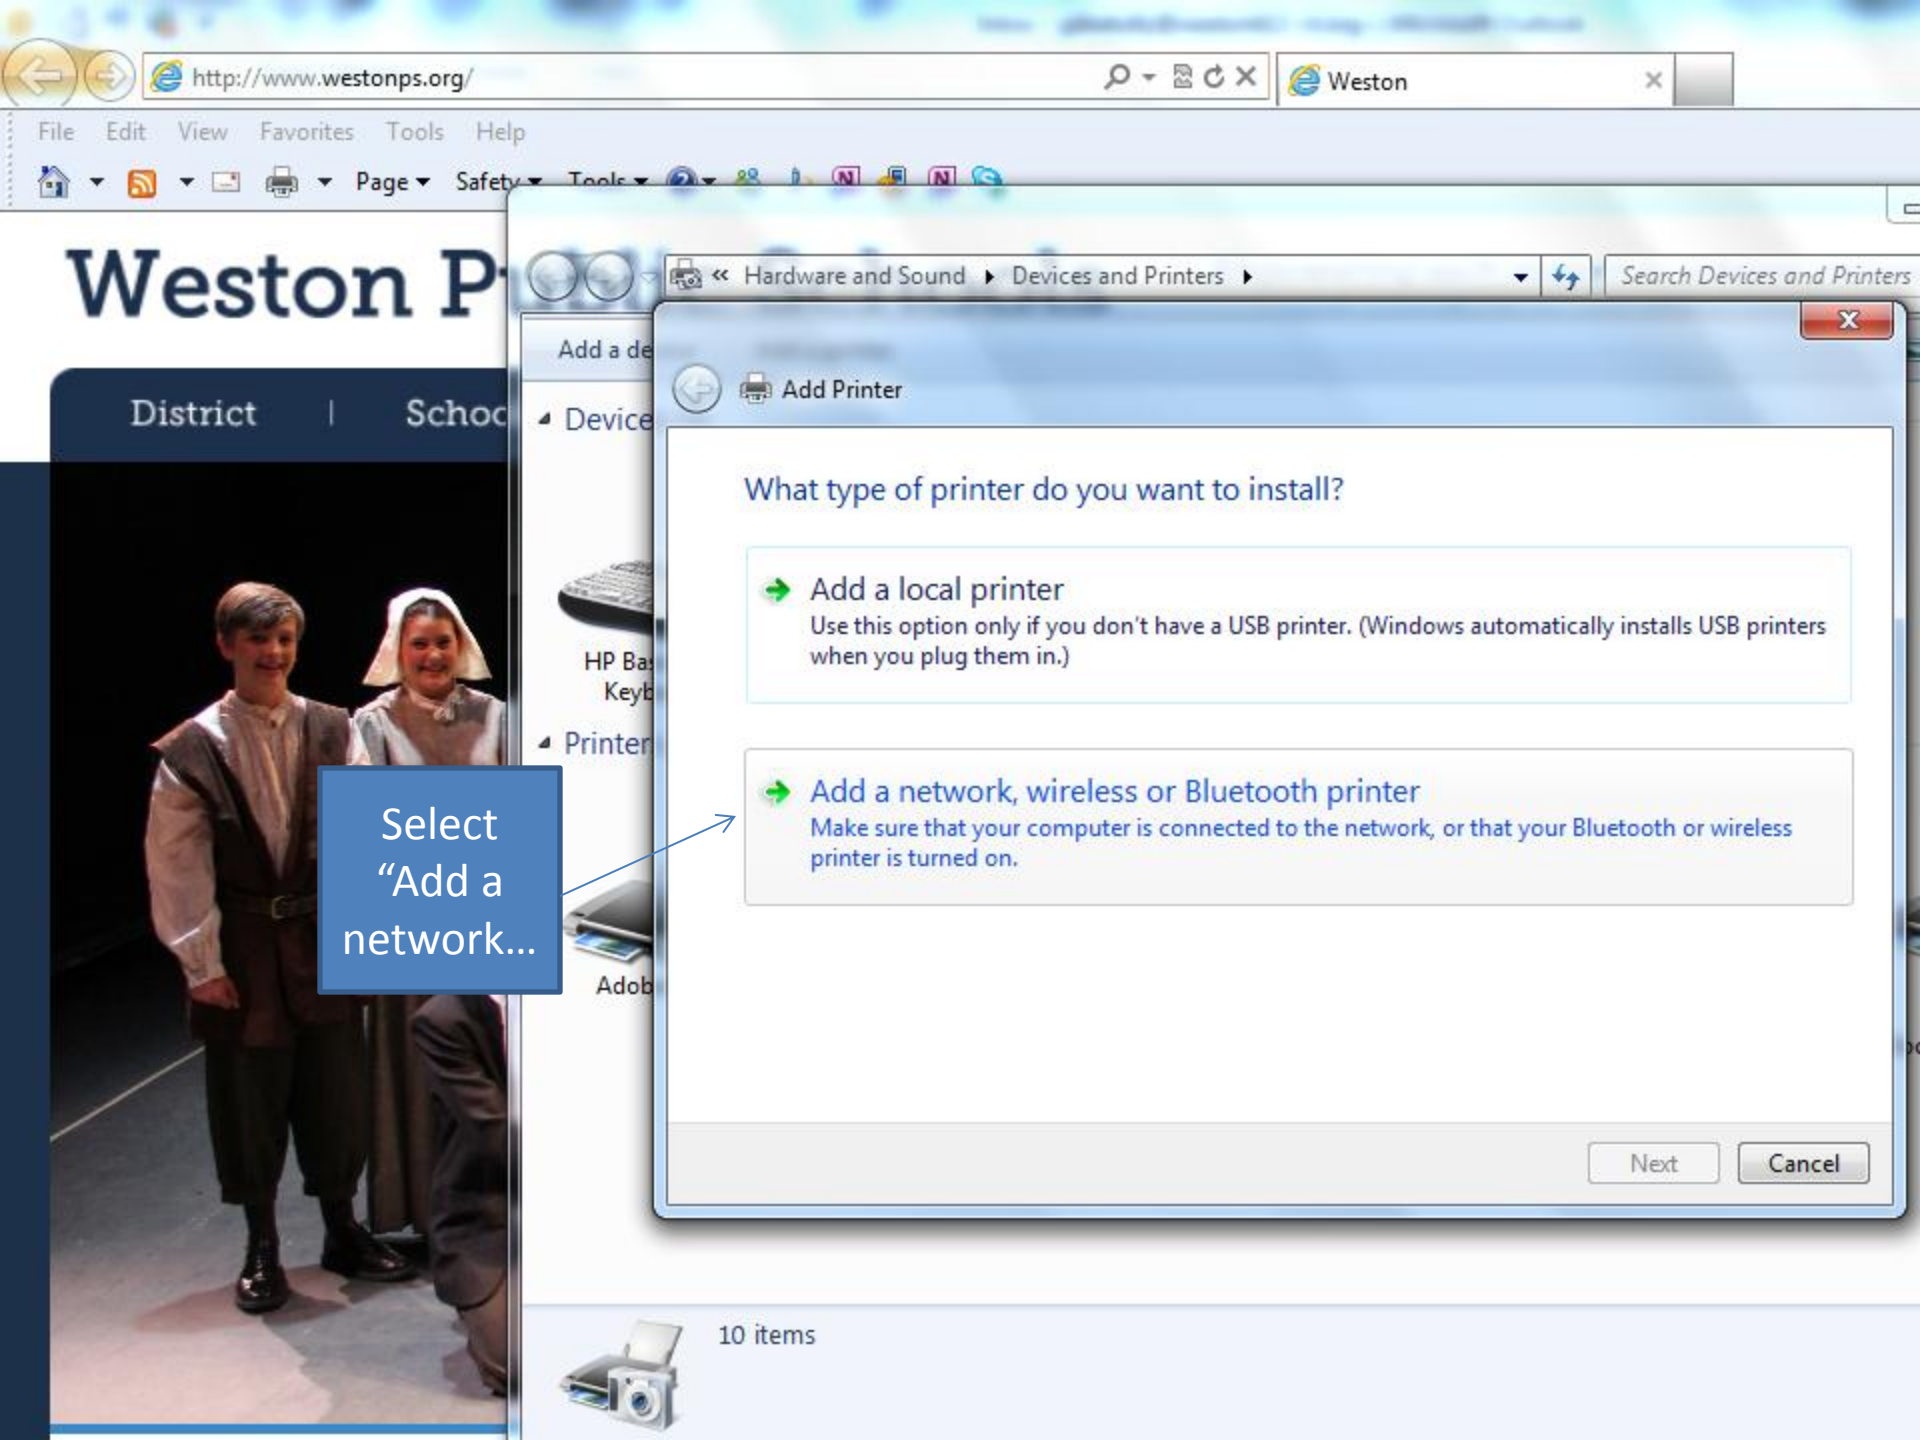 http://www.westonps.org/
Weston
File Edit View Favorites Tools Help
Page Safety Tools
Weston P
Hardware and Sound Devices and Printers
Search Devices and Printers
Add a de
Add Printer
District | Schoo
Device
What type of printer do you want to install?
Add a local printer
Use this option only if you don't have a USB printer. (Windows automatically installs USB printers
when you plug them in.)
HP Bas
Keyb
Printer
Add a network, wireless or Bluetooth printer
Make sure that your computer is connected to the network, or that your Bluetooth or wireless
printer is turned on.
Select
“Add a
network...
Adob
Next Cancel
10 items